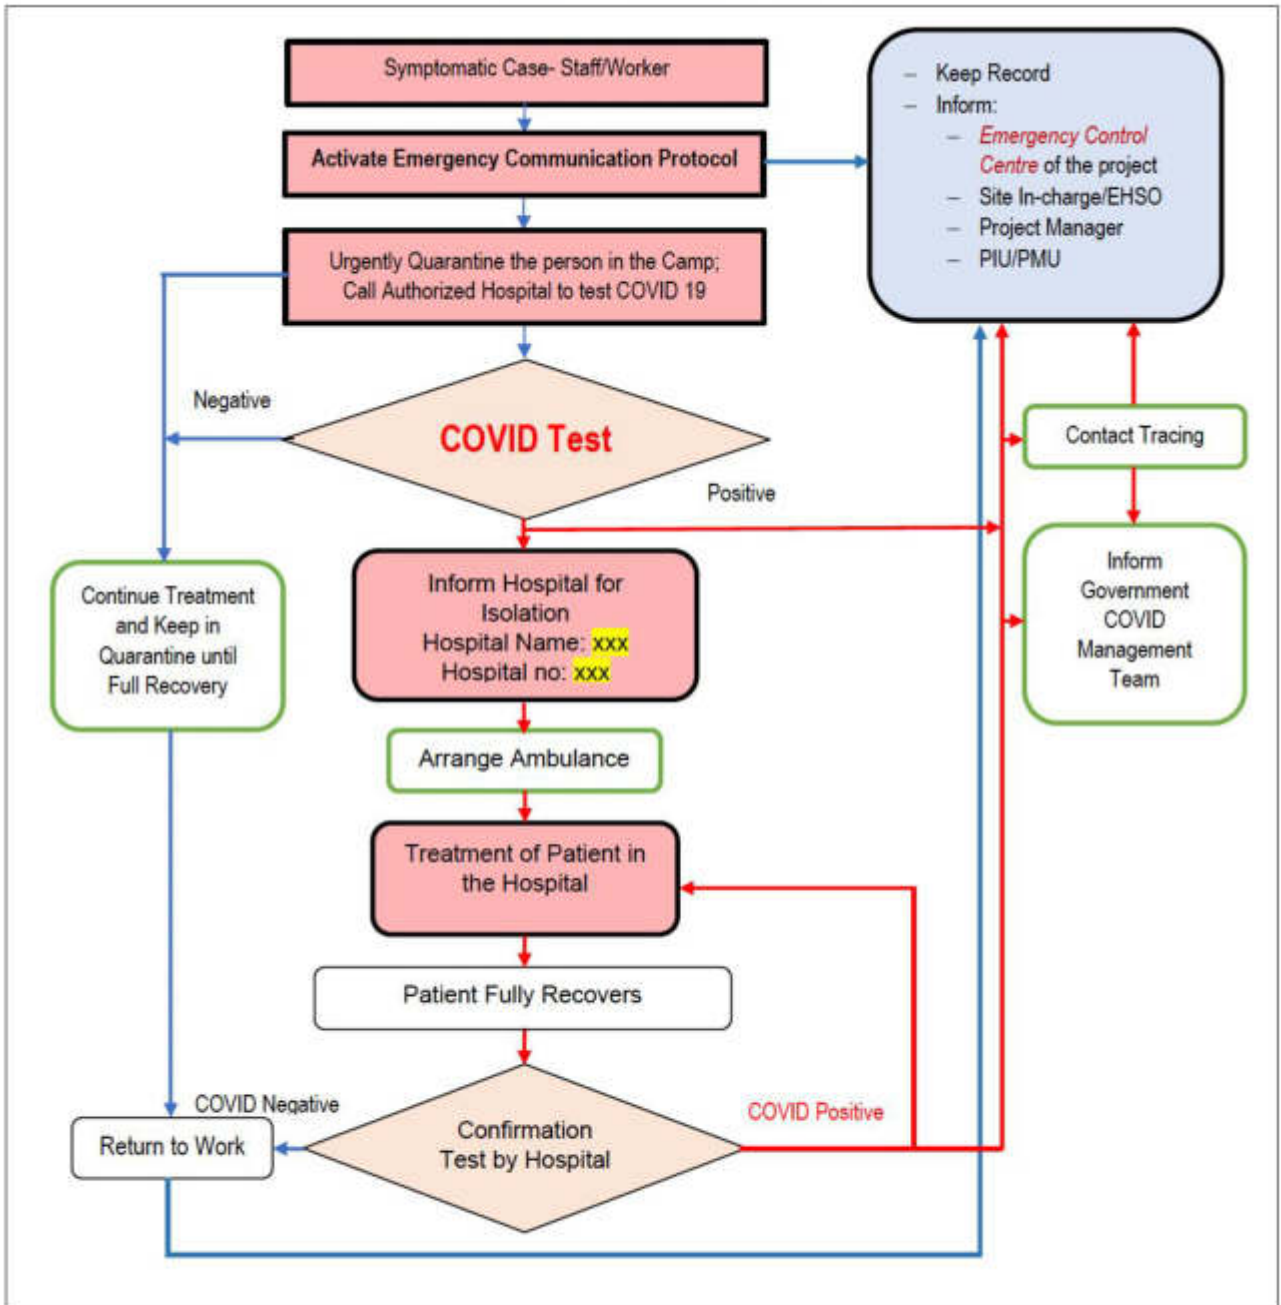 Symptomatic Case- Staff/Worker
Activate Emergency Communication Protocol
Urgently Quarantine the person in the Camp;
Call Authorized Hospital to test COVID 19
– Keep Record
– Inform:
– Emergency Control
Centre of the project
– Site In-charge/EHSO
– Project Manager
– PIU/PMU
Negative
COVID Test
Positive
Contact Tracing
Inform
Government
COVID
Management
Team
Continue Treatment
and Keep in
Quarantine until
Full Recovery
Inform Hospital for
Isolation
Hospital Name: xxx
Hospital no: xxx
Arrange Ambulance
Treatment of Patient in
the Hospital
Patient Fully Recovers
COVID Negative
COVID Positive
Return to Work
Confirmation
Test by Hospital